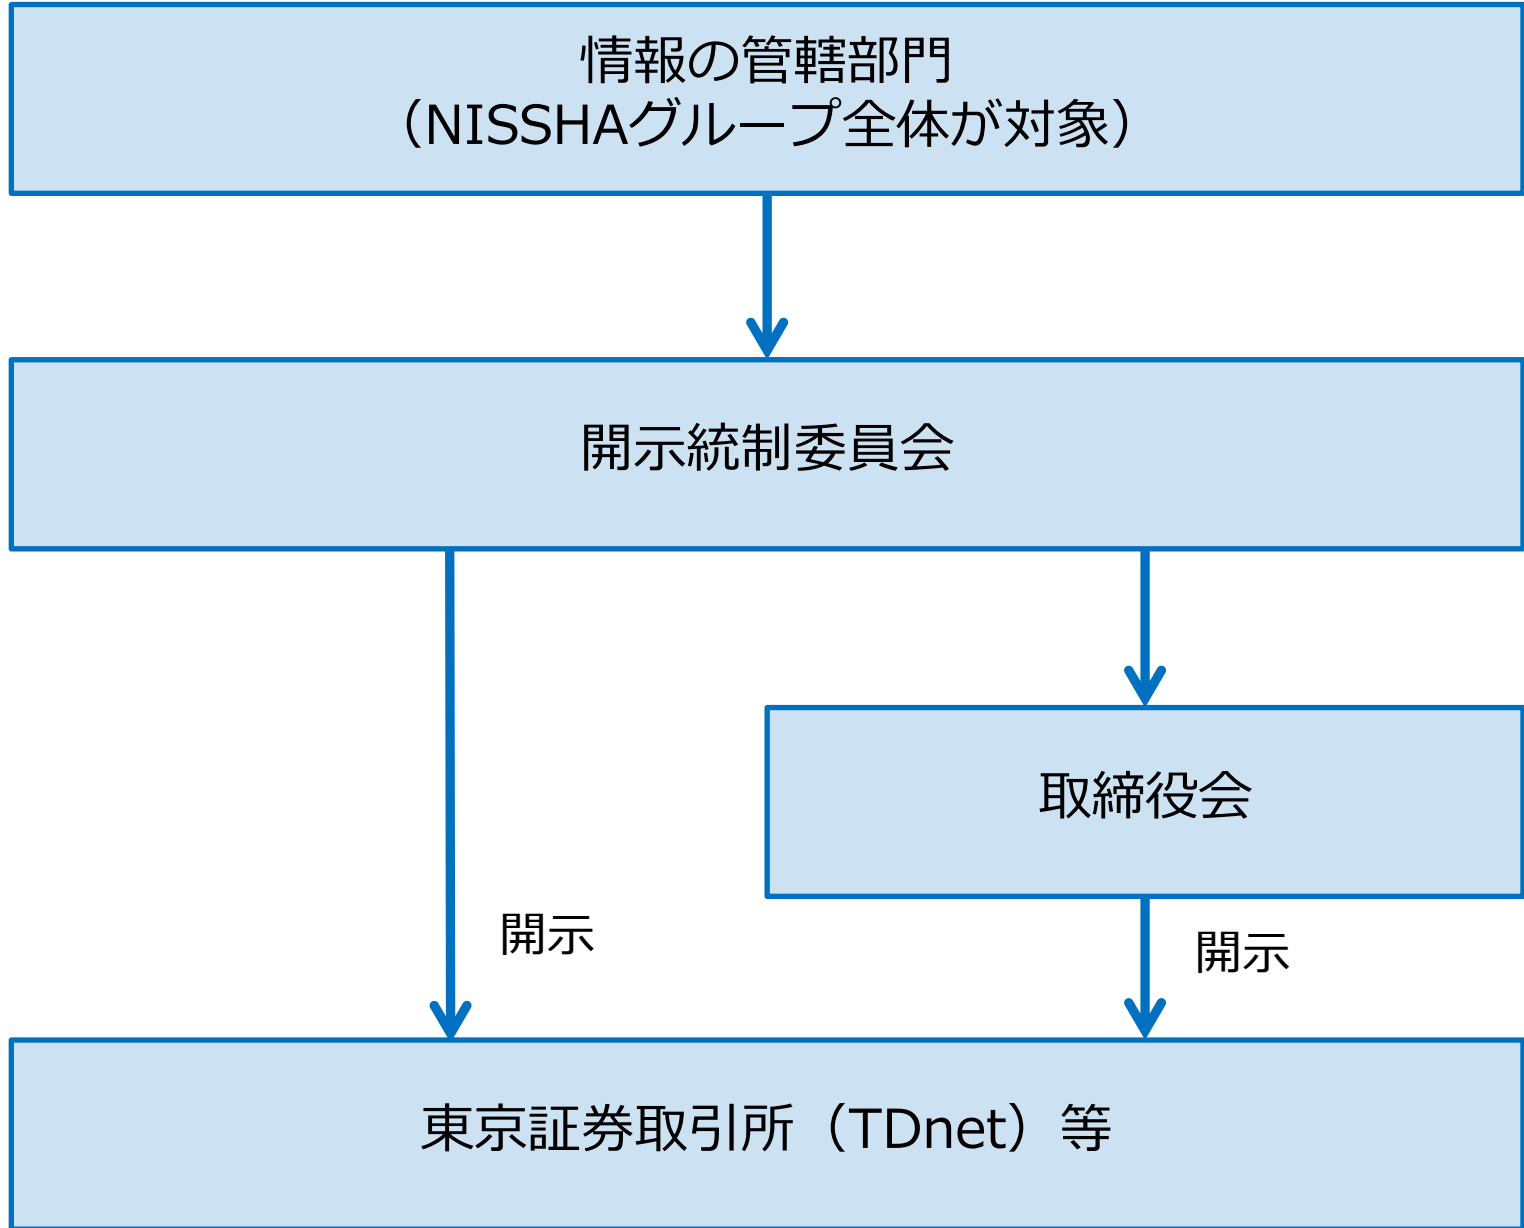 情報の管轄部門
（NISSHAグループ全体が対象）
開示統制委員会
取締役会
開示
開示
東京証券取引所（TDnet）等